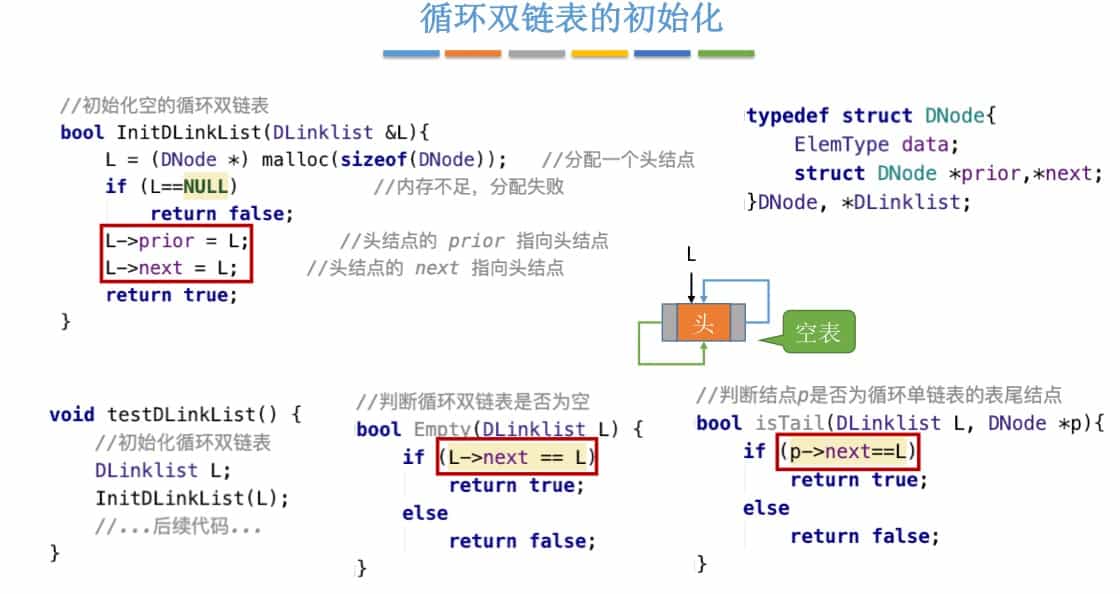 循环双链表的初始化
//初始化空的循环双链表
bool InitDLinkList(DLinklist &L){
L = (DNode *) malloc(sizeof(DNode)); //分配一个头结点
if (L==NULL) //内存不足，分配失败
return false;
L->prior = L; //头结点的 prior 指向头结点
L->next = L; //头结点的 next 指向头结点
return true;
}
typedef struct DNode{
ElemType data;
struct DNode *prior,*next;
}DNode, *DLinklist;
L
头
空表
void testDLinkList() {
//初始化循环双链表
DLinklist L;
InitDLinkList(L);
//...后续代码...
}
//判断循环双链表是否为空
bool Empty(DLinklist L) {
if (L->next == L)
return true;
else
return false;
}
//判断结点p是否为循环单链表的表尾结点
bool isTail(DLinklist L, DNode *p){
if (p->next==L)
return true;
else
return false;
}